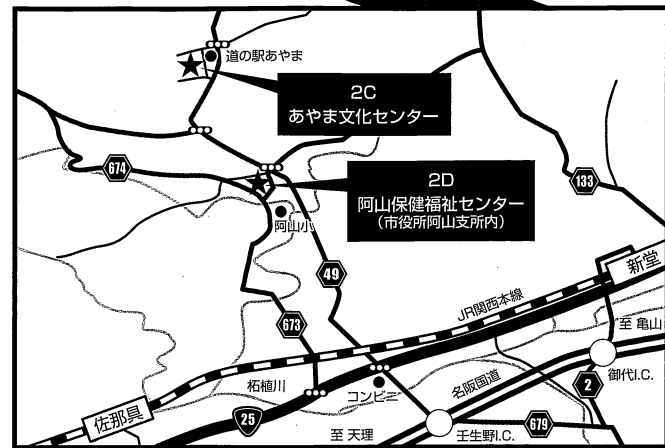 道の駅あやま
2C
あやま文化センター
674
2D
阿山保健福祉センター
(市役所阿山支所内)
133
阿山小
49
新堂
JR関西本線
673
至 亀山
御代I.C.
柘植川
コンビニ
名阪国道
2
佐那具
25
至 天理
壬生野I.C.
679